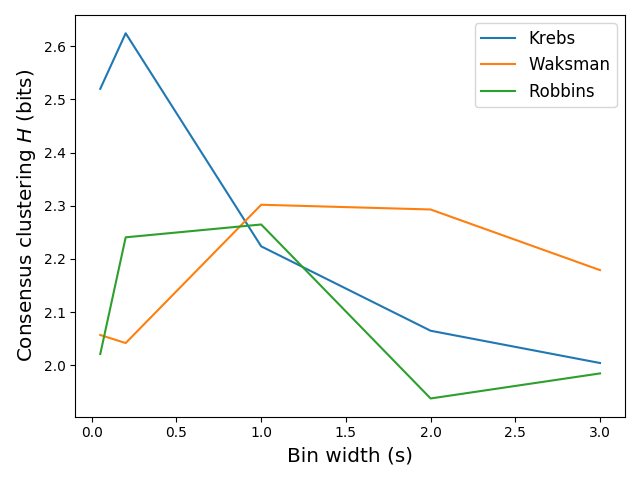 Krebs
Waksman
Robbins
2.6
2.5
2.4
2.3
2.2
2.1
2.0
Consensus clustering H (bits)
0.0 0.5 1.0 1.5 2.0 2.5 3.0
Bin width (s)